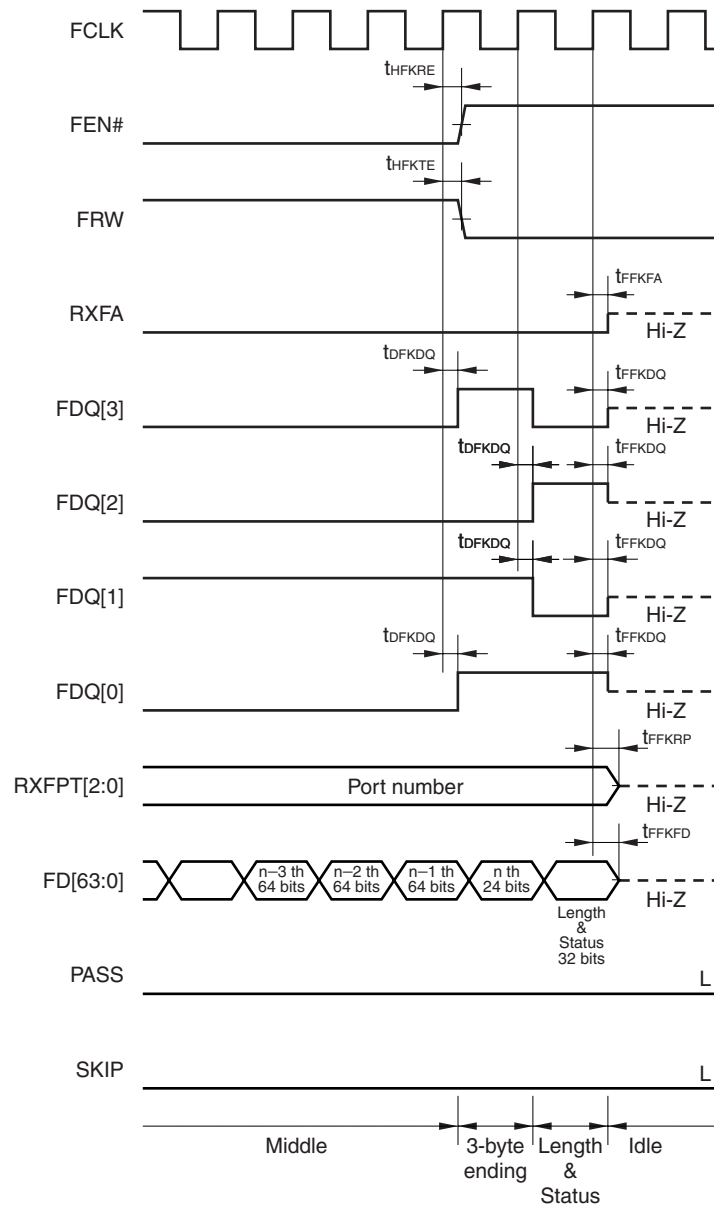 FCLK
tHFKRE
FEN#
tHFKTE
FRW
tFFKFA
RXFA
Hi-Z
tDFKDQ
tFFKDQ
FDQ[3]
Hi-Z
tDFKDQ
tFFKDQ
FDQ[2]
Hi-Z
tDFKDQ
tFFKDQ
FDQ[1]
Hi-Z
tDFKDQ
tFFKDQ
FDQ[0]
Hi-Z
tFFKRP
RXFPT[2:0]
Port number
Hi-Z
tFFKFD
FD[63:0]
n–3 th
64 bits
n–2 th
64 bits
n–1 th
64 bits
n th
24 bits
Hi-Z
Length
&
Status
32 bits
PASS
L
SKIP
L
Middle
3-byte
ending
Length
&
Status
Idle